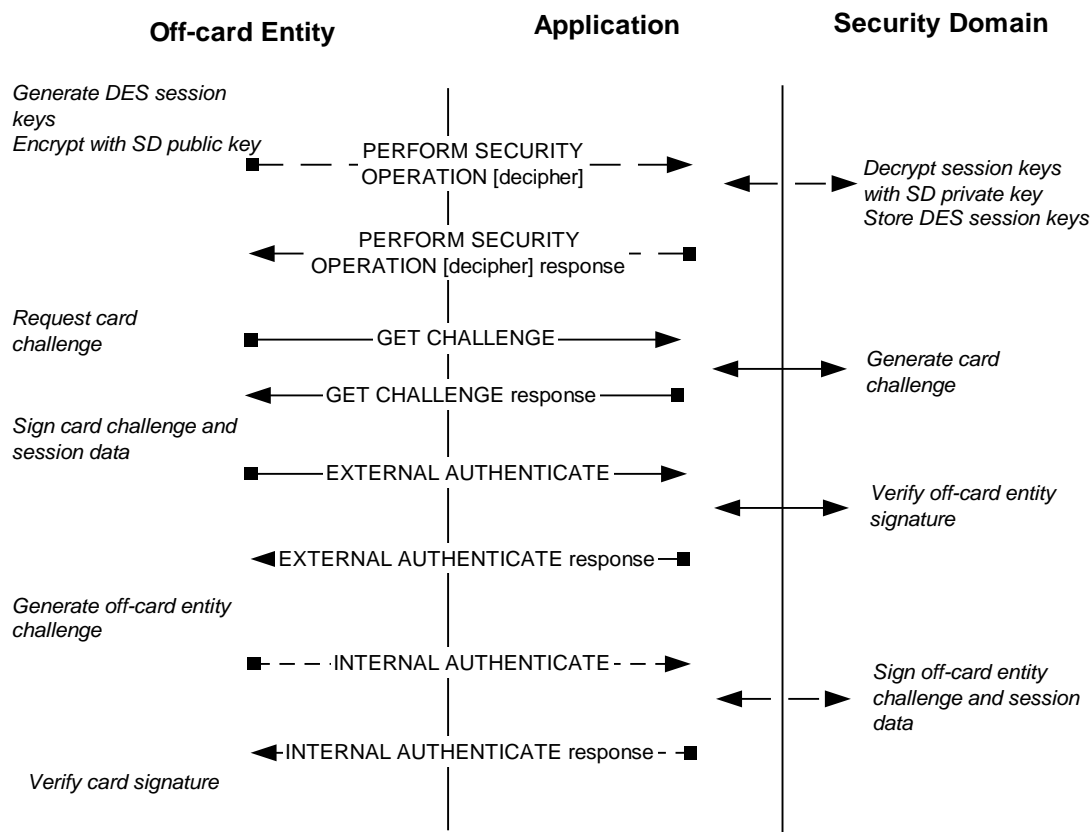 Off-card Entity
Application
Security Domain
Generate DES session
keys
Encrypt with SD public key
PERFORM SECURITY
OPERATION [decipher]
Decrypt session keys
with SD private key
Store DES session keys
PERFORM SECURITY
OPERATION [decipher] response
Request card
challenge
GET CHALLENGE
Generate card
challenge
GET CHALLENGE response
Sign card challenge and
session data
EXTERNAL AUTHENTICATE
Verify off-card entity
signature
EXTERNAL AUTHENTICATE response
Generate off-card entity
challenge
INTERNAL AUTHENTICATE
Sign off-card entity
challenge and session
data
INTERNAL AUTHENTICATE response
Verify card signature